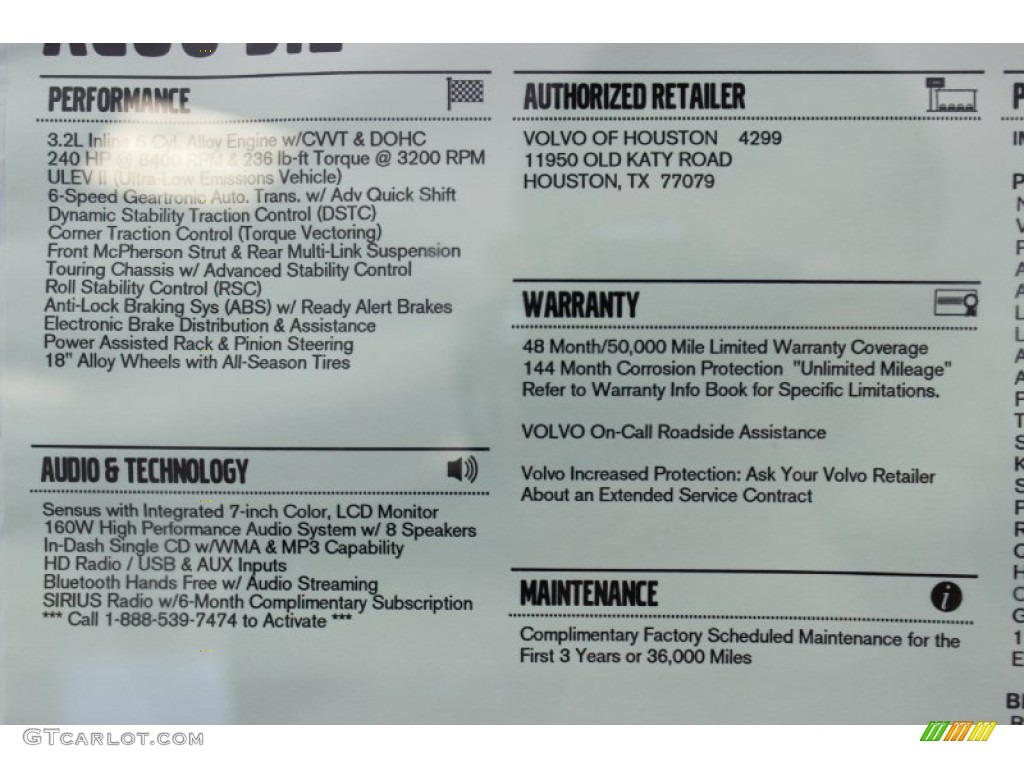 PERFORMANCE
3.2L Inline 6 Cyl. Alloy Engine w/CVVT & DOHC
240 HP @ 6400 RPM & 236 lb-ft Torque @ 3200 RPM
ULEV II (Ultra-Low Emissions Vehicle)
6-Speed Geartronic Auto. Trans. w/ Adv Quick Shift
Dynamic Stability Traction Control (DSTC)
Corner Traction Control (Torque Vectoring)
Front McPherson Strut & Rear Multi-Link Suspension
Touring Chassis w/ Advanced Stability Control
Roll Stability Control (RSC)
Anti-Lock Braking Sys (ABS) w/ Ready Alert Brakes
Electronic Brake Distribution & Assistance
Power Assisted Rack & Pinion Steering
18" Alloy Wheels with All-Season Tires
AUDIO & TECHNOLOGY
Sensus with Integrated 7-inch Color, LCD Monitor
160W High Performance Audio System w/ 8 Speakers
In-Dash Single CD w/WMA & MP3 Capability
HD Radio / USB & AUX Inputs
Bluetooth Hands Free w/ Audio Streaming
SIRIUS Radio w/6-Month Complimentary Subscription
*** Call 1-888-539-7474 to Activate ***
AUTHORIZED RETAILER
VOLVO OF HOUSTON 4299
11950 OLD KATY ROAD
HOUSTON, TX 77079
WARRANTY
48 Month/50,000 Mile Limited Warranty Coverage
144 Month Corrosion Protection "Unlimited Mileage"
Refer to Warranty Info Book for Specific Limitations.
VOLVO On-Call Roadside Assistance
Volvo Increased Protection: Ask Your Volvo Retailer
About an Extended Service Contract
MAINTENANCE
Complimentary Factory Scheduled Maintenance for the
First 3 Years or 36,000 Miles
GTCARLOT.COM